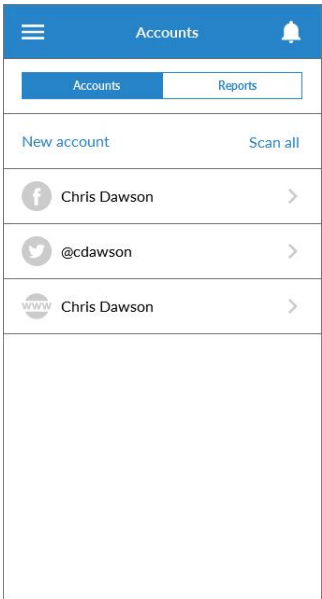 Accounts
Accounts Reports
New account Scan all
f Chris Dawson
@cdawson
www Chris Dawson